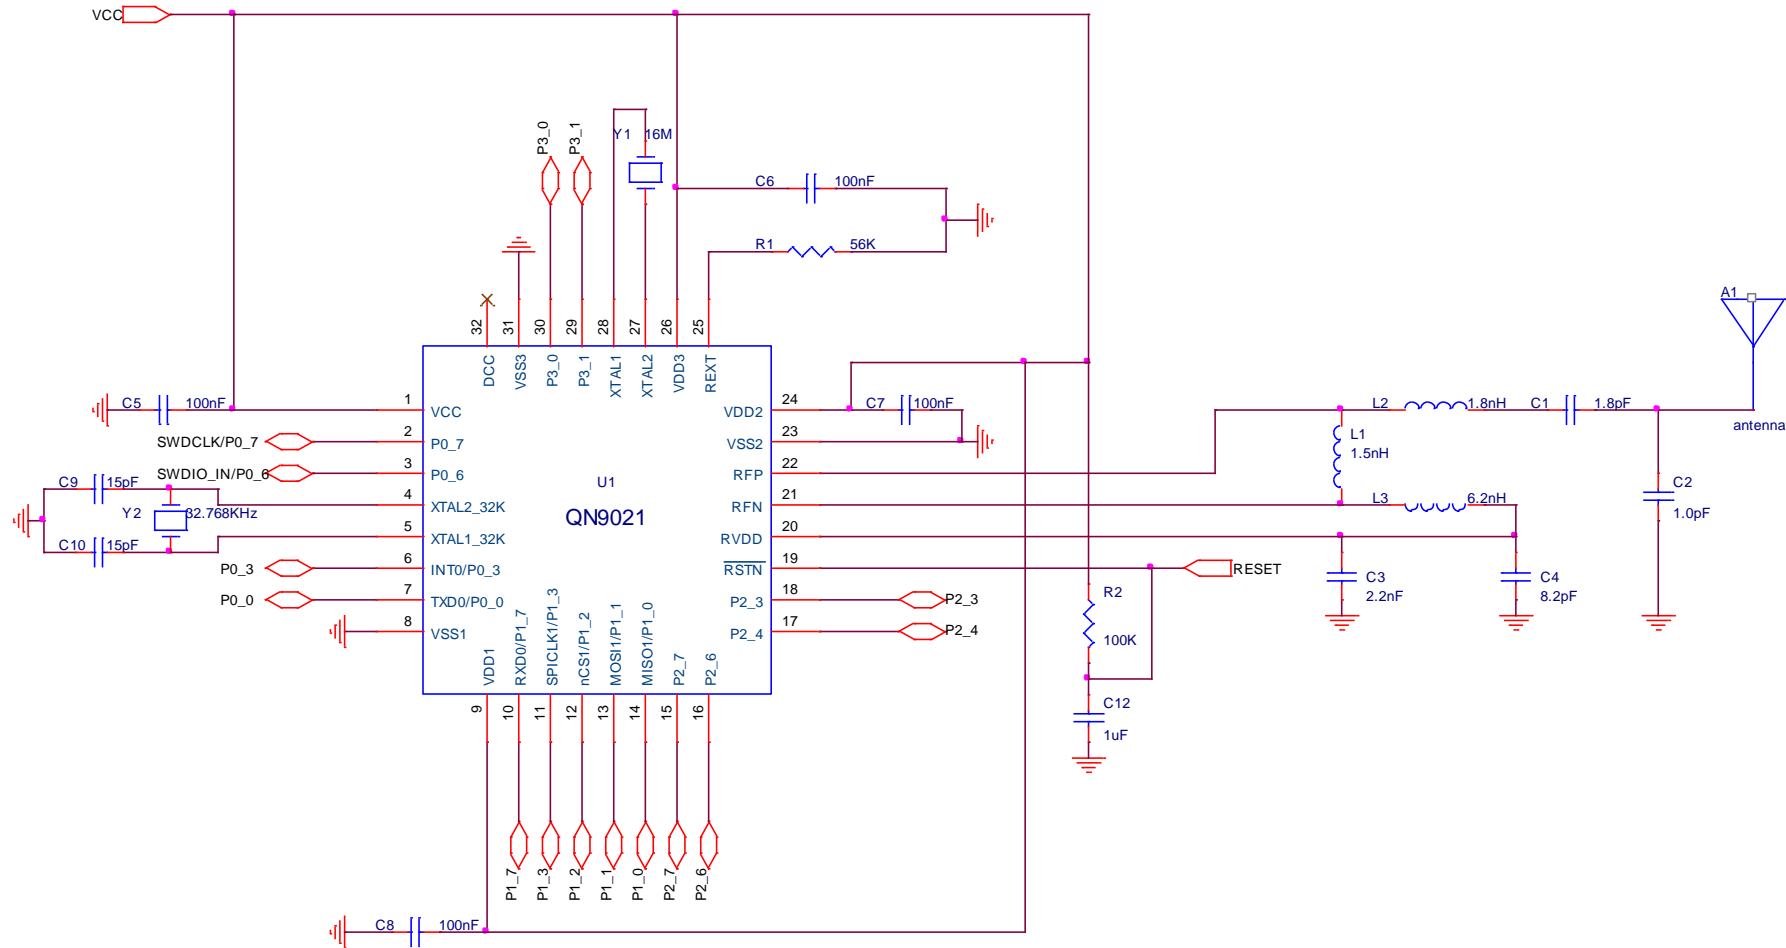 VCC
P3_0
P3_1
Y1 16M
C6 100nF
R1 56K
A1
antenna
32
31
30
29
28
27
26
25
DCC
VSS3
P3_0
P3_1
XTAL1
XTAL2
VDD3
REXT
C5 100nF
1 VCC
SWDCLK/P0_7
2 P0_7
SWDIO_IN/P0_6
3 P0_6
C9 15pF
4 XTAL2_32K
Y2 32.768KHz
5 XTAL1_32K
C10 15pF
P0_3
6 INT0/P0_3
P0_0
7 TXD0/P0_0
8 VSS1
U1
QN9021
VDD2 24
C7 100nF
VSS2 23
RFP 22
RFN 21
RVDD 20
RSTN 19
RESET
P2_3 18
P2_3
P2_4 17
P2_4
L2 1.8nH
C1 1.8pF
L1
1.5nH
L3 6.2nH
C2
1.0pF
C3
2.2nF
C4
8.2pF
R2
100K
C12
1uF
VDD1
RXD0/P1_7
SPICLK1/P1_3
nCS1/P1_2
MOSI1/P1_1
MISO1/P1_0
P2_7
P2_6
9
10
11
12
13
14
15
16
P1_7
P1_3
P1_2
P1_1
P1_0
P2_7
P2_6
C8 100nF